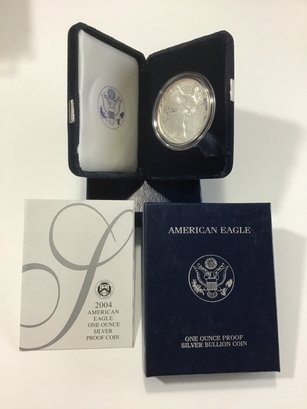 2004
AMERICAN
EAGLE
ONE OUNCE
SILVER
PROOF COIN
AMERICAN EAGLE
ONE OUNCE PROOF
SILVER BULLION COIN